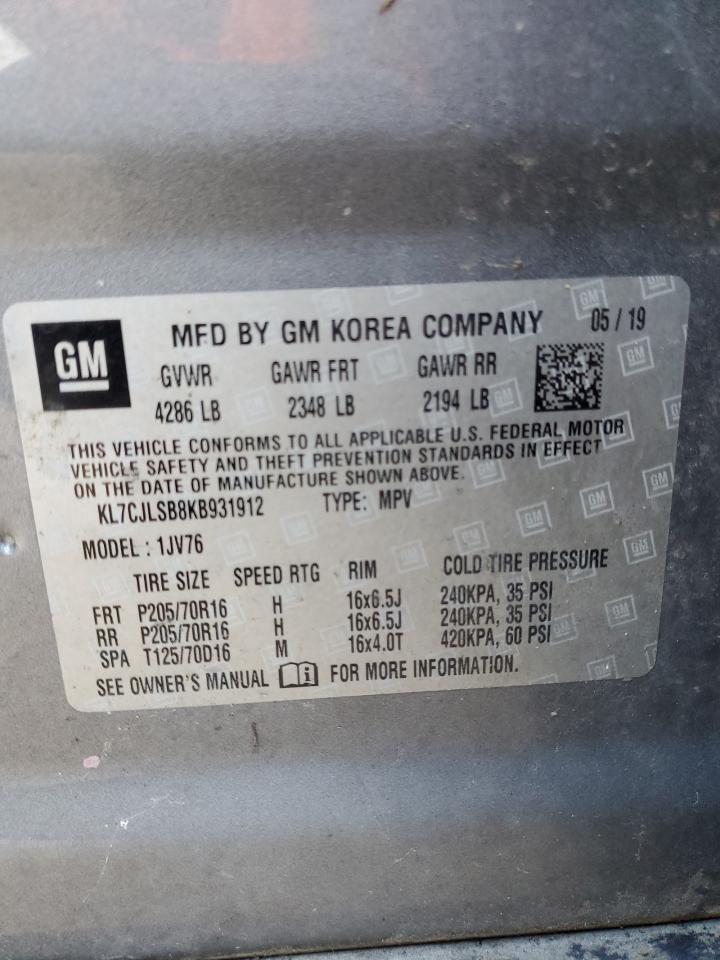 GM
MFD BY GM KOREA COMPANY 05 / 19
GVWR GAWR FRT GAWR RR
4286 LB 2348 LB 2194 LB
THIS VEHICLE CONFORMS TO ALL APPLICABLE U.S. FEDERAL MOTOR
VEHICLE SAFETY AND THEFT PREVENTION STANDARDS IN EFFECT
ON THE DATE OF MANUFACTURE SHOWN ABOVE.
KL7CJLSB8KB931912 TYPE: MPV
MODEL : 1JV76
TIRE SIZE SPEED RTG RIM COLD TIRE PRESSURE
FRT P205/70R16 H 16x6.5J 240KPA, 35 PSI
RR P205/70R16 H 16x6.5J 240KPA, 35 PSI
SPA T125/70D16 M 16x4.0T 420KPA, 60 PSI
SEE OWNER'S MANUAL FOR MORE INFORMATION.